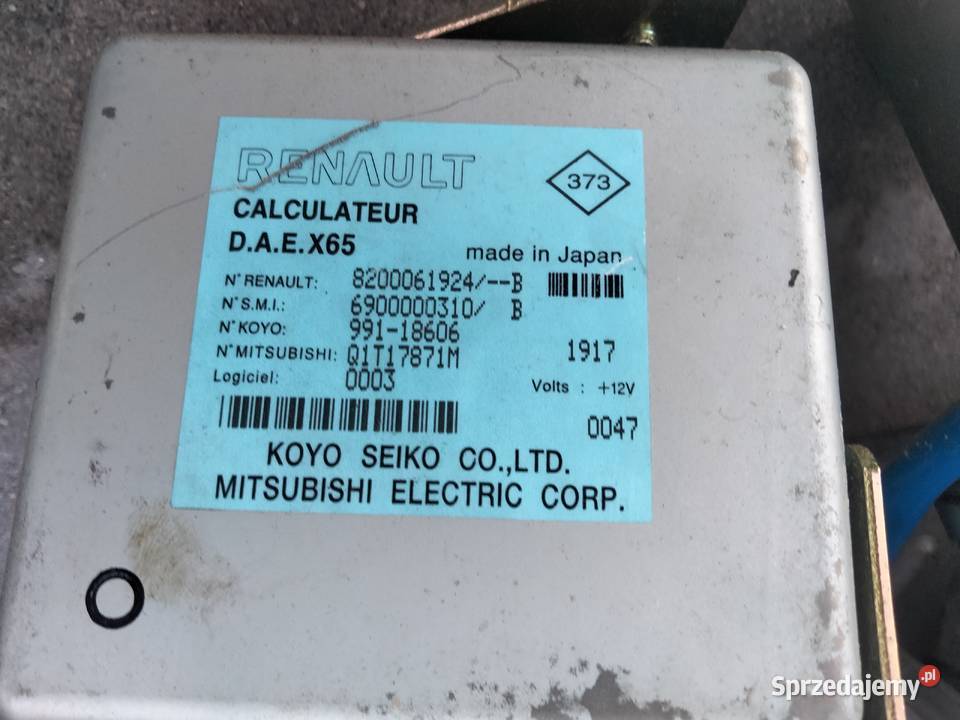 RENAULT
373
CALCULATEUR
D.A.E.X65
made in Japan
N° RENAULT: 8200061924/--B
N° S.M.I.: 6900000310/ B
N° KOYO: 991-18606
N° MITSUBISHI: Q1T17871M
1917
Logiciel: 0003
Volts : +12V
0047
KOYO SEIKO CO.,LTD.
MITSUBISHI ELECTRIC CORP.
Sprzedajemy.pl